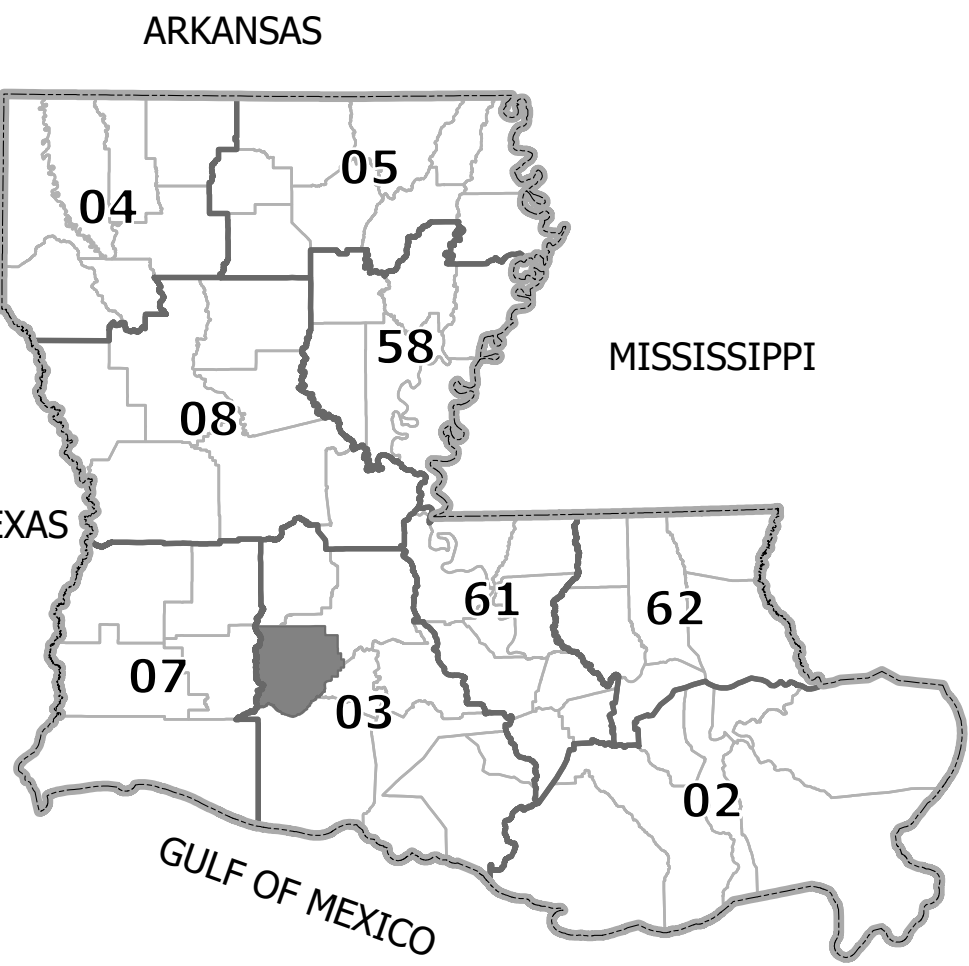 ARKANSAS
05
04
58
MISSISSIPPI
08
EXAS
61
62
07
03
02
GULF OF MEXICO